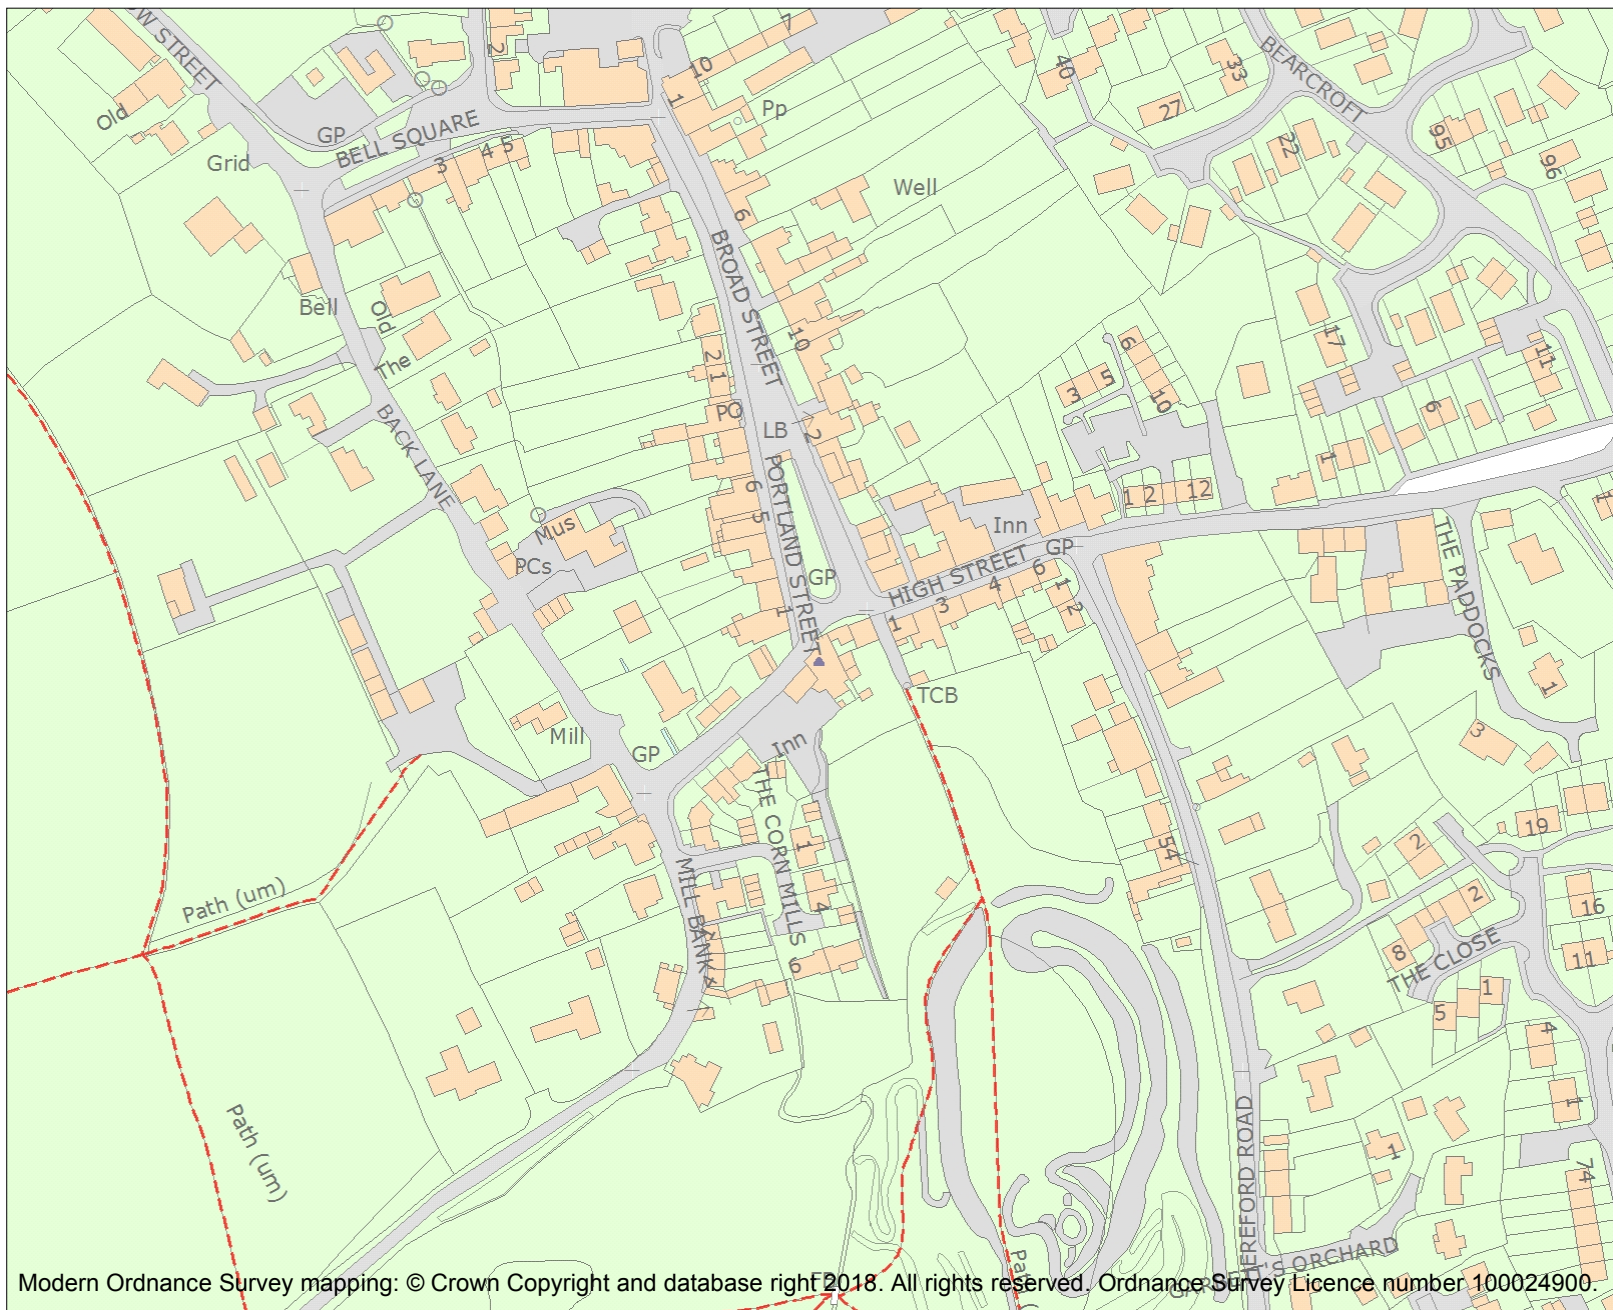 OW STREET
Old
Grid
GP
BELL SQUARE
2
3
4 5
7
10
1
Pp
40
33
27
BEARCROFT
22
95
96
Well
6
BROAD STREET
Bell
Old
The
10
2 1
PO
LB
2
BACK LANE
6
3
5
10
17
11
6
1
6
5
PORTLAND STREET
Mus
PCs
GP
1
Inn
1 2
12
GP
HIGH STREET
1
3
4
6
1
2
THE PADDOCKS
1
1
3
TCB
Inn
Mill
GP
THE CORN MILLS
1
4
6
MILL BANK
4
54
2
19
2
16
8
THE CLOSE
11
1
5
4
1
Path (um)
Path (um)
HEREFORD ROAD
1
74
Modern Ordnance Survey mapping: © Crown Copyright and database right 2018. All rights reserved. Ordnance Survey Licence number 100024900.